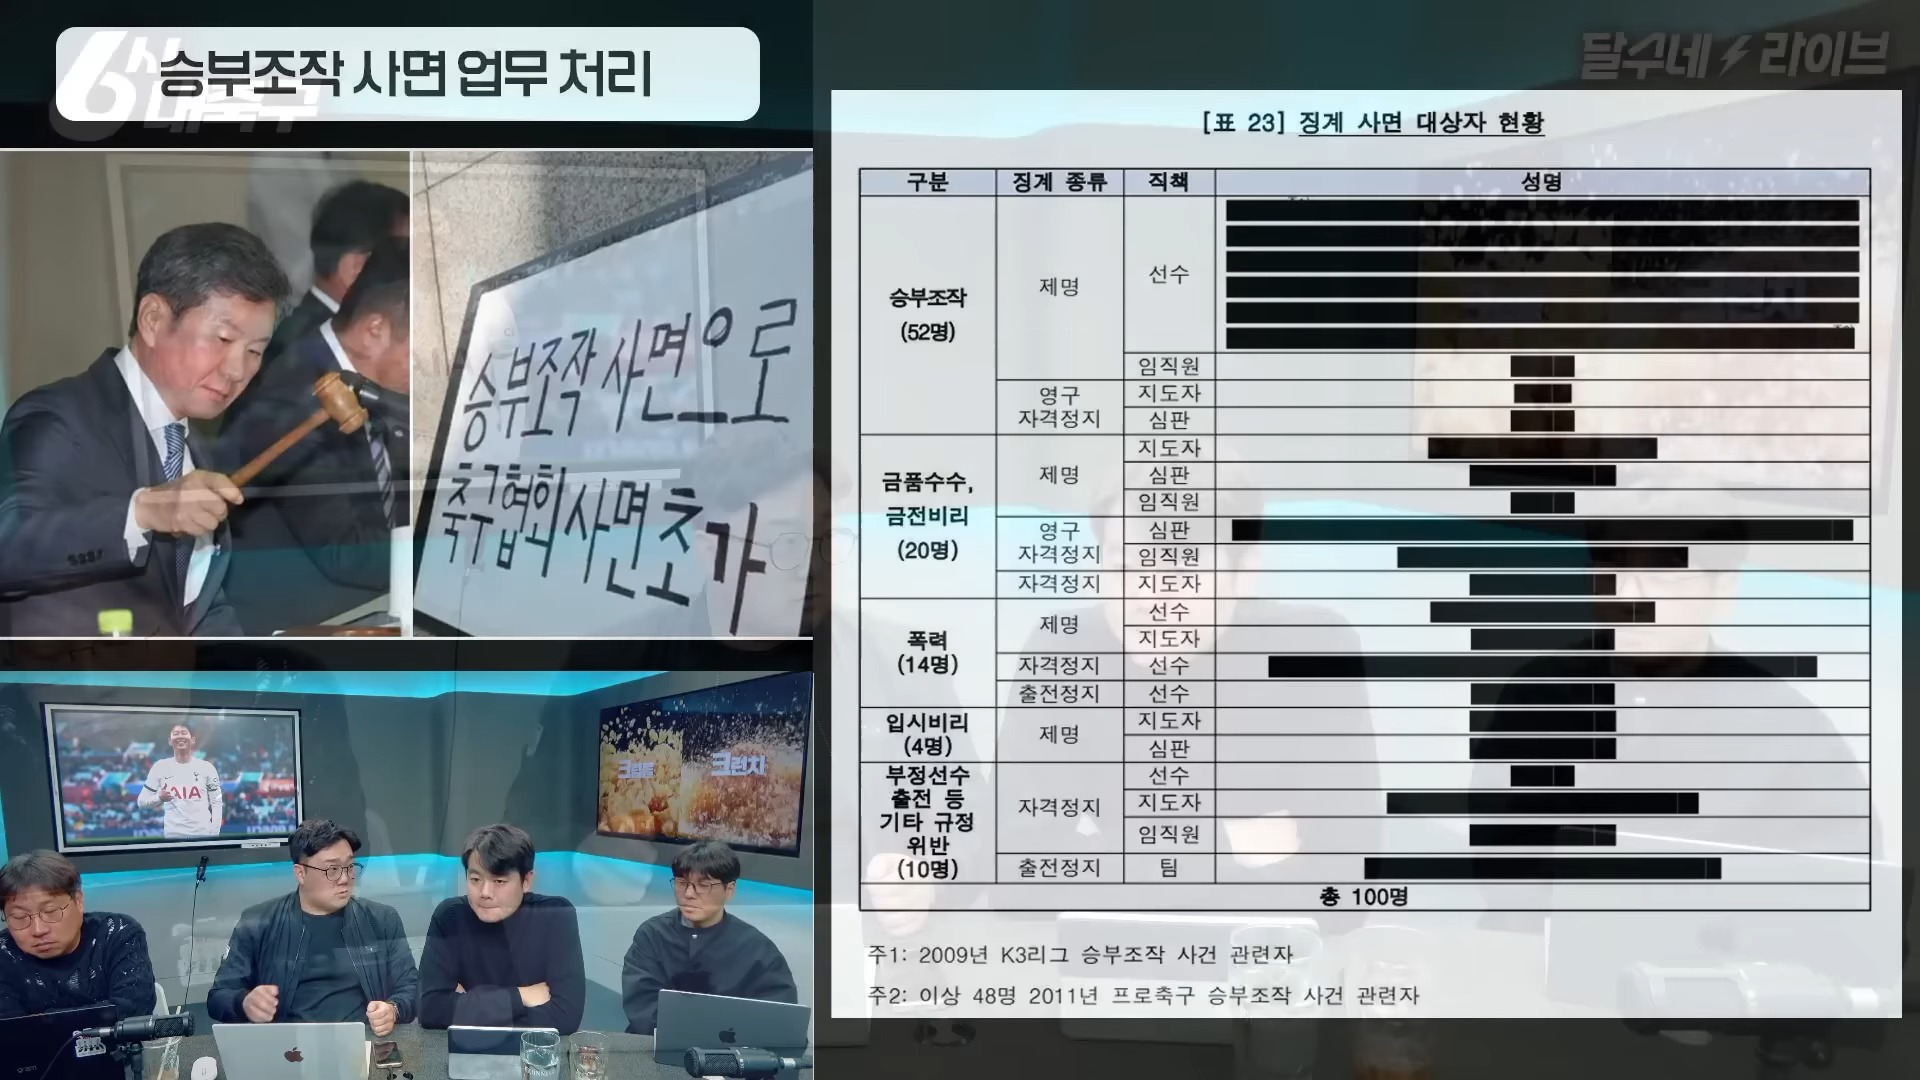 승부조작 사면 업무 처리
달수네 라이브
승부조작 사면으로
축구협회 사면초가
AIA
크런치
[표 23] 징계 사면 대상자 현황
구분 징계 종류 직책 성명
승부조작
(52명)
제명
선수
임직원
영구
자격정지
지도자
심판
금품수수,
금전비리
(20명)
제명
지도자
심판
임직원
영구
자격정지
심판
임직원
자격정지 지도자
폭력
(14명)
제명
선수
지도자
자격정지 선수
출전정지 선수
입시비리
(4명)
제명
지도자
심판
부정선수
출전 등
기타 규정
위반
(10명)
자격정지
선수
지도자
임직원
출전정지 팀
총 100명
주1: 2009년 K3리그 승부조작 사건 관련자
주2: 이상 48명 2011년 프로축구 승부조작 사건 관련자
gram